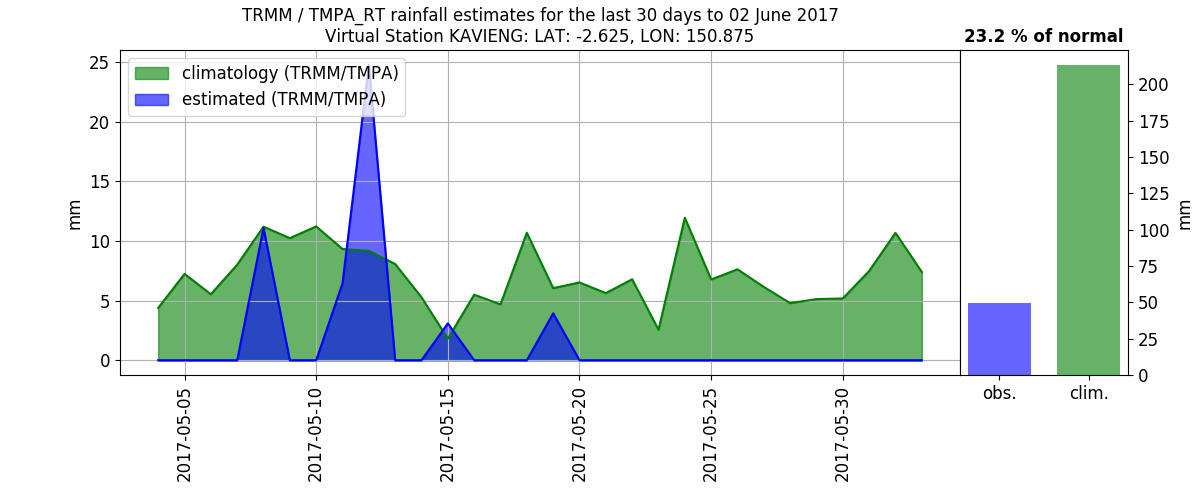 TRMM / TMPA_RT rainfall estimates for the last 30 days to 02 June 2017
Virtual Station KAVIENG: LAT: -2.625, LON: 150.875
23.2 % of normal
climatology (TRMM/TMPA)
estimated (TRMM/TMPA)
mm
25
20
15
10
5
0
2017-05-05
2017-05-10
2017-05-15
2017-05-20
2017-05-25
2017-05-30
200
175
150
125
100
75
50
25
0
mm
obs.
clim.